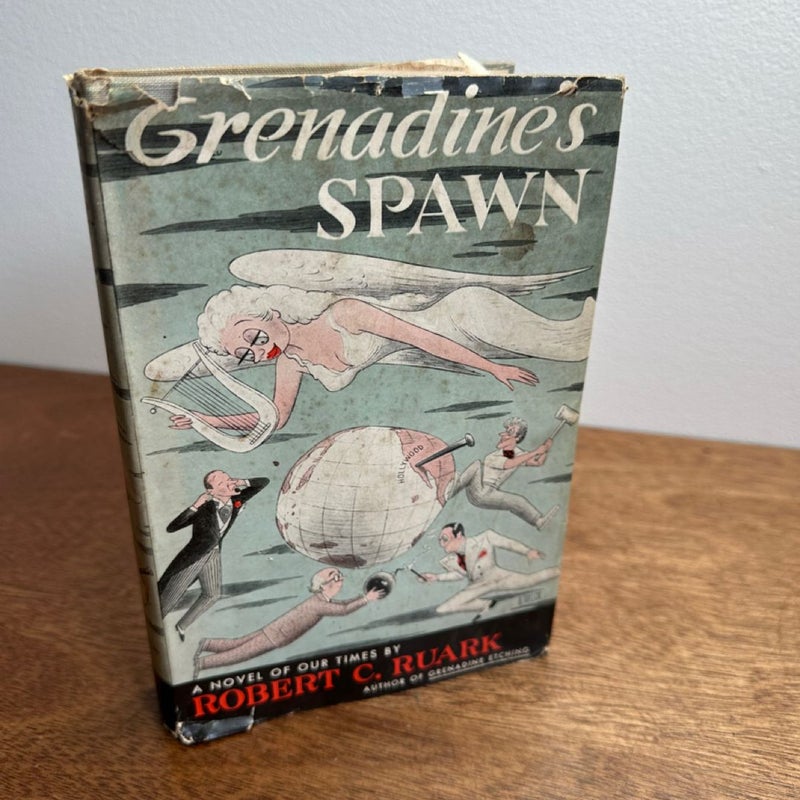 Grenadine's
SPAWN
HOLLYWOOD
A NOVEL OF OUR TIMES BY
ROBERT C. RUARK
AUTHOR OF GRENADINE ETCHING